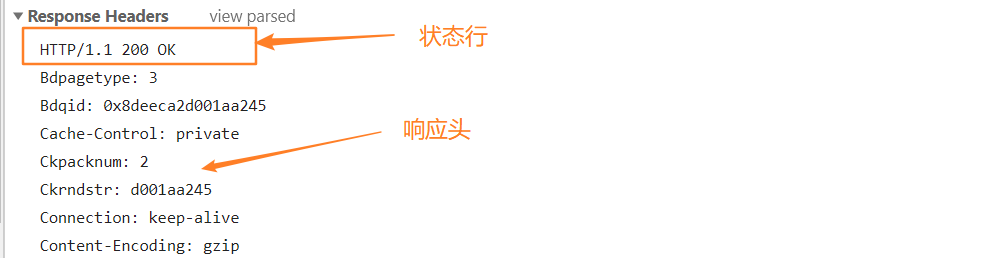 Response Headers view parsed
HTTP/1.1 200 OK
状态行
Bdpagetype: 3
Bdqid: 0x8deeca2d001aa245
Cache-Control: private
响应头
Ckpacknum: 2
Ckrndstr: d001aa245
Connection: keep-alive
Content-Encoding: gzip